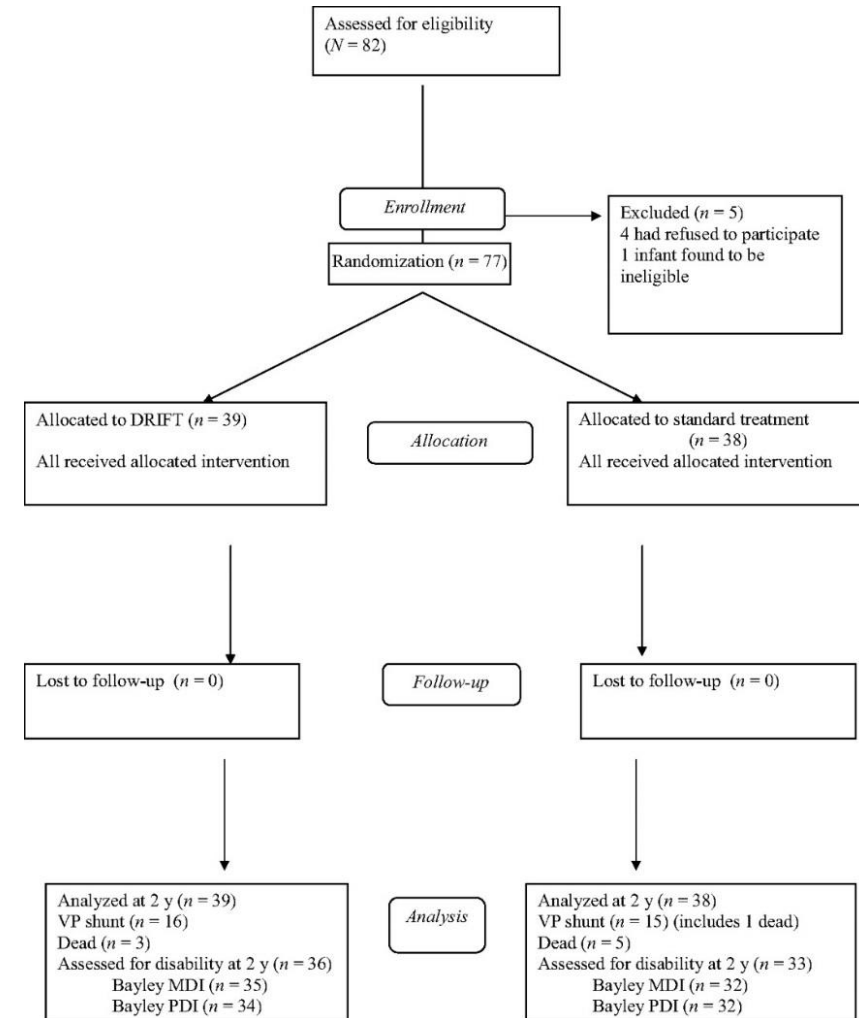 Assessed for eligibility
(N = 82)
Enrollment
Excluded (n = 5)
4 had refused to participate
1 infant found to be
ineligible
Randomization (n = 77)
Allocated to DRIFT (n = 39)
All received allocated intervention
Allocation
Allocated to standard treatment
(n = 38)
All received allocated intervention
Lost to follow-up (n = 0)
Follow-up
Lost to follow-up (n = 0)
Analyzed at 2 y (n = 39)
VP shunt (n = 16)
Dead (n = 3)
Assessed for disability at 2 y (n = 36)
Bayley MDI (n = 35)
Bayley PDI (n = 34)
Analysis
Analyzed at 2 y (n = 38)
VP shunt (n = 15) (includes 1 dead)
Dead (n = 5)
Assessed for disability at 2 y (n = 33)
Bayley MDI (n = 32)
Bayley PDI (n = 32)